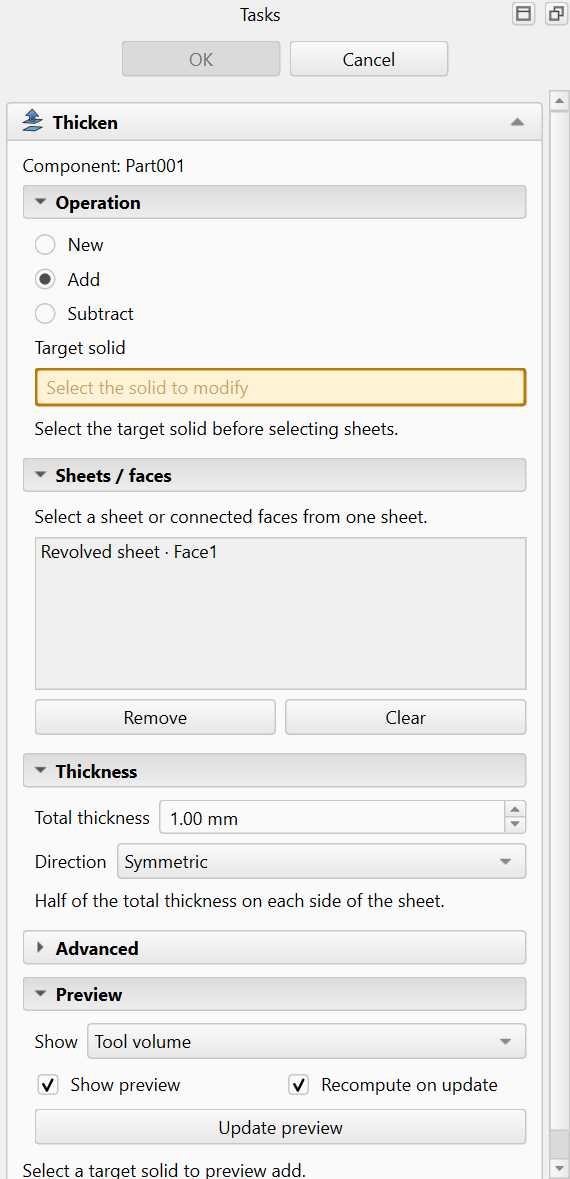 Tasks
OK Cancel
Thicken
Component: Part001
Operation
New
Add
Subtract
Target solid
Select the solid to modify
Select the target solid before selecting sheets.
Sheets / faces
Select a sheet or connected faces from one sheet.
Revolved sheet · Face1
Remove Clear
Thickness
Total thickness 1.00 mm
Direction Symmetric
Half of the total thickness on each side of the sheet.
Advanced
Preview
Show Tool volume
Show preview Recompute on update
Update preview
Select a target solid to preview add.